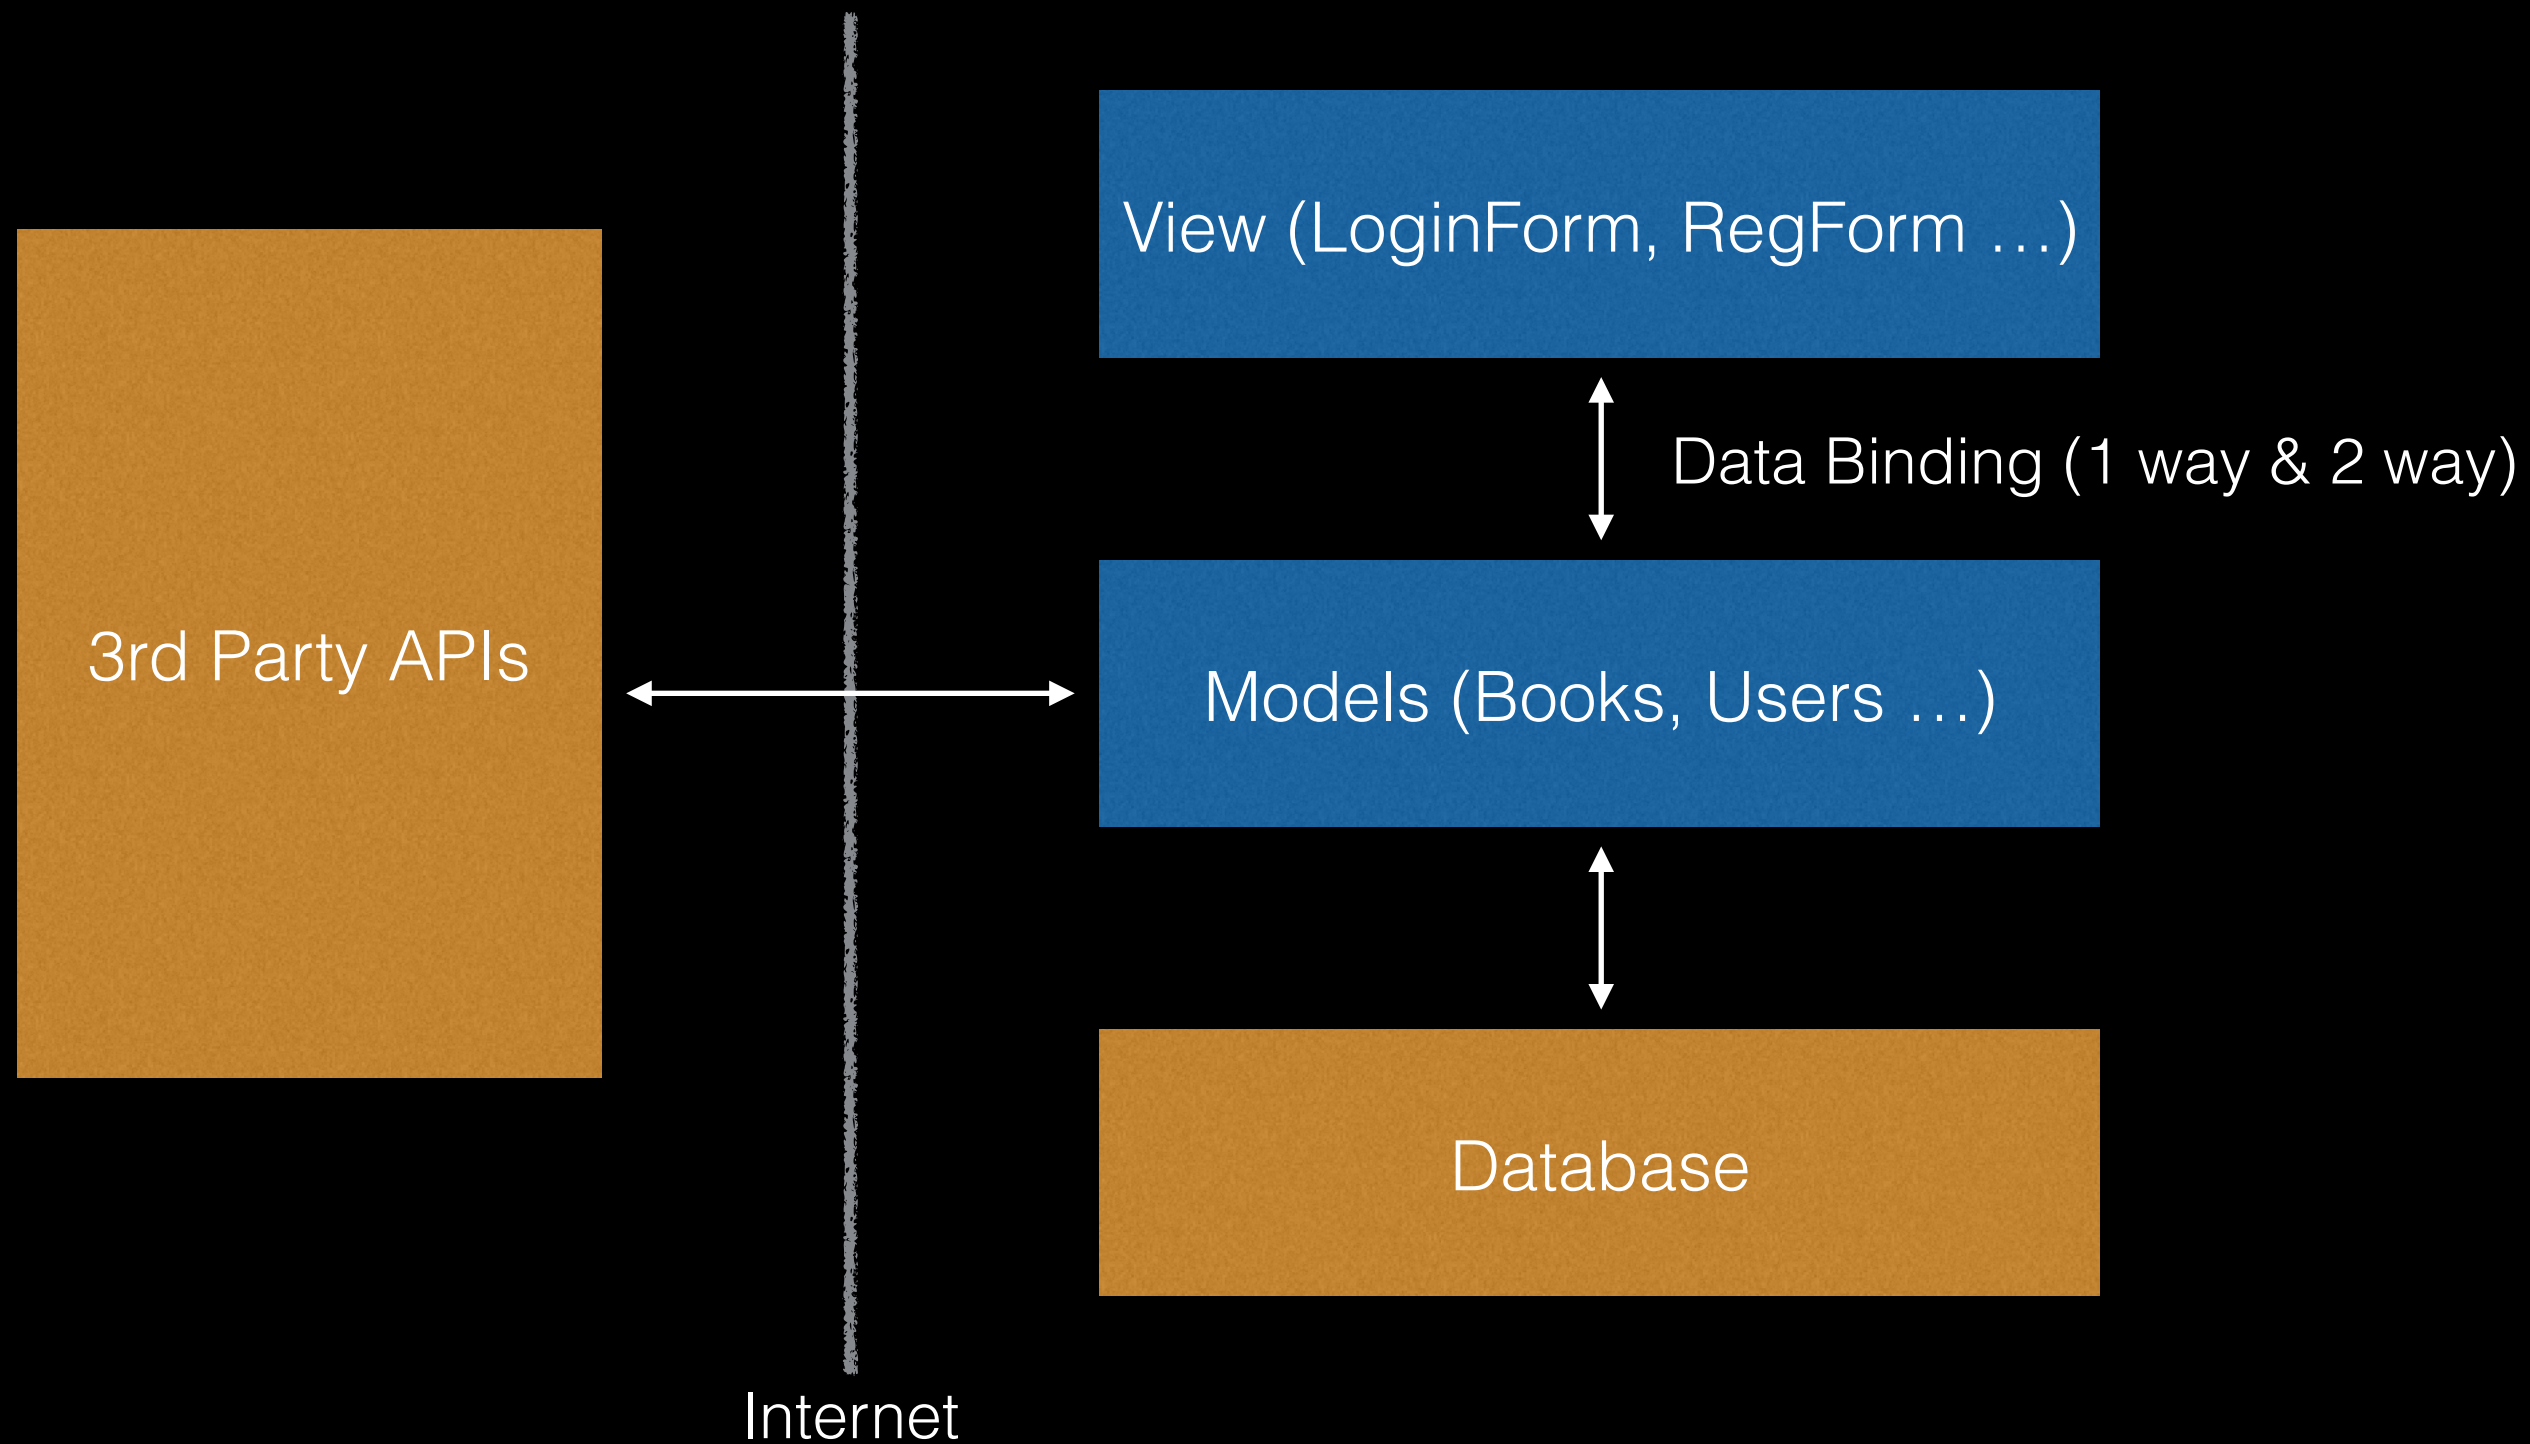 View (LoginForm, RegForm …)
Data Binding (1 way & 2 way)
3rd Party APIs
Models (Books, Users …)
Database
Internet